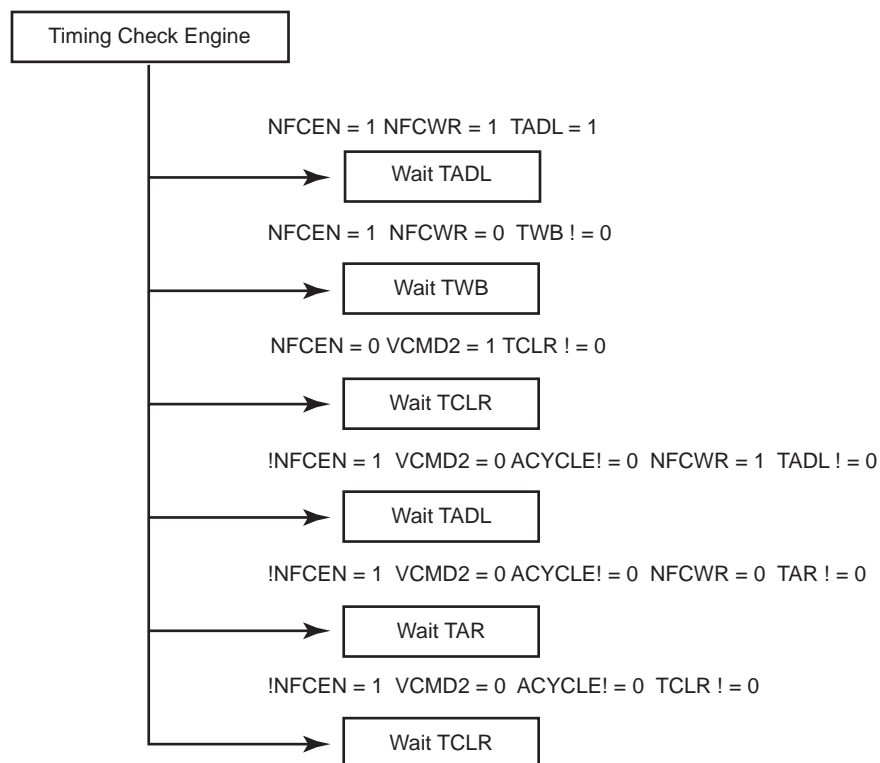 Timing Check Engine
NFCEN = 1 NFCWR = 1 TADL = 1
Wait TADL
NFCEN = 1 NFCWR = 0 TWB ! = 0
Wait TWB
NFCEN = 0 VCMD2 = 1 TCLR ! = 0
Wait TCLR
!NFCEN = 1 VCMD2 = 0 ACYCLE! = 0 NFCWR = 1 TADL ! = 0
Wait TADL
!NFCEN = 1 VCMD2 = 0 ACYCLE! = 0 NFCWR = 0 TAR ! = 0
Wait TAR
!NFCEN = 1 VCMD2 = 0 ACYCLE! = 0 TCLR ! = 0
Wait TCLR